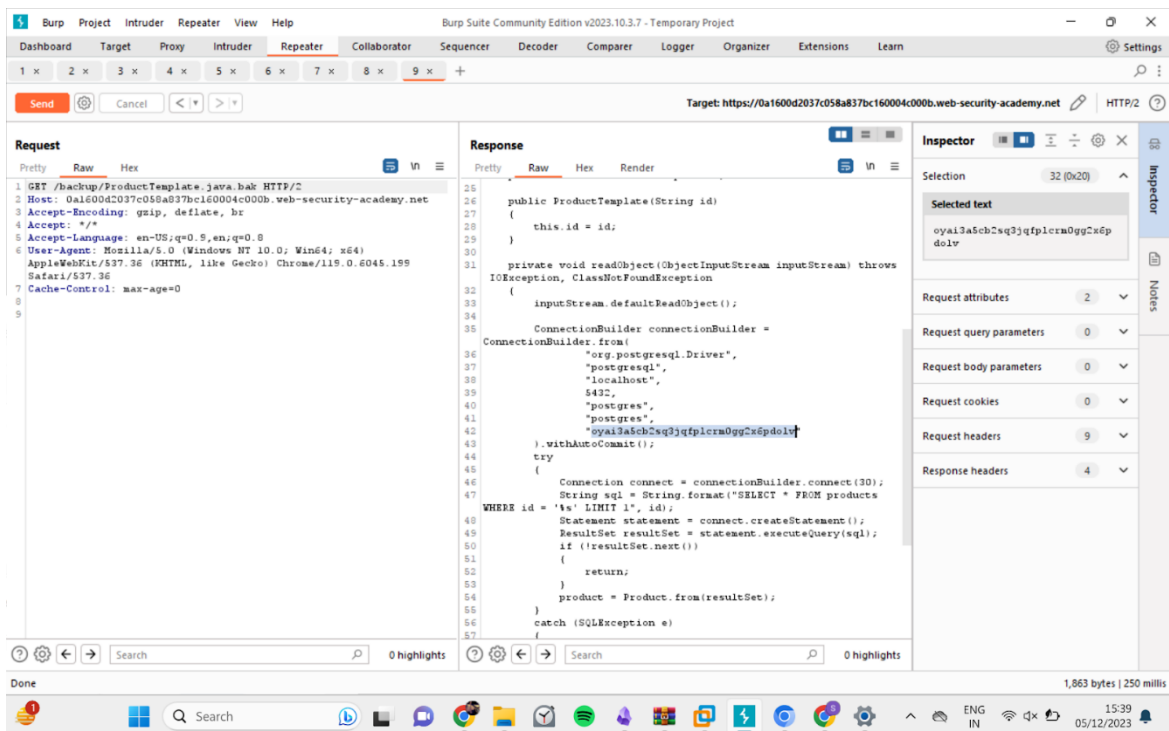 Burp Project Intruder Repeater View Help Burp Suite Community Edition v2023.10.3.7 - Temporary Project
Dashboard Target Proxy Intruder Repeater Collaborator Sequencer Decoder Comparer Logger Organizer Extensions Learn Settings
1 × 2 × 3 × 4 × 5 × 6 × 7 × 8 × 9 × +
Send Cancel < > Target: https://0a1600d2037c058a837bc160004c000b.web-security-academy.net HTTP/2
Request
Pretty Raw Hex \n
1 GET /backup/ProductTemplate.java.bak HTTP/2
2 Host: 0a1600d2037c058a837bc160004c000b.web-security-academy.net
3 Accept-Encoding: gzip, deflate, br
4 Accept: */*
5 Accept-Language: en-US;q=0.9,en;q=0.8
6 User-Agent: Mozilla/5.0 (Windows NT 10.0; Win64; x64)
AppleWebKit/537.36 (KHTML, like Gecko) Chrome/119.0.6045.199
Safari/537.36
7 Cache-Control: max-age=0
8
9
Response
Pretty Raw Hex Render \n
25
26 public ProductTemplate(String id)
27 {
28 this.id = id;
29 }
30
31 private void readObject(ObjectInputStream inputStream) throws
IOException, ClassNotFoundException
32 {
33 inputStream.defaultReadObject();
34
35 ConnectionBuilder connectionBuilder =
ConnectionBuilder.from(
36 "org.postgresql.Driver",
37 "postgresql",
38 "localhost",
39 5432,
40 "postgres",
41 "postgres",
42 "oyai3a5cb2sq3jqfplcrm0gg2x6pdolv"
43 ).withAutoCommit();
44 try
45 {
46 Connection connect = connectionBuilder.connect(30);
47 String sql = String.format("SELECT * FROM products
WHERE id = '%s' LIMIT 1", id);
48 Statement statement = connect.createStatement();
49 ResultSet resultSet = statement.executeQuery(sql);
50 if (!resultSet.next())
51 {
52 return;
53 }
54 product = Product.from(resultSet);
55 }
56 catch (SQLException e)
57 {
Inspector
Selection 32 (0x20)
Selected text
oyai3a5cb2sq3jqfplcrm0gg2x6p
dolv
Request attributes 2
Request query parameters 0
Request body parameters 0
Request cookies 0
Request headers 9
Response headers 4
Inspector
Notes
Search 0 highlights
Search 0 highlights
Done 1,863 bytes | 250 millis
1 Search ENG
IN
15:39
05/12/2023